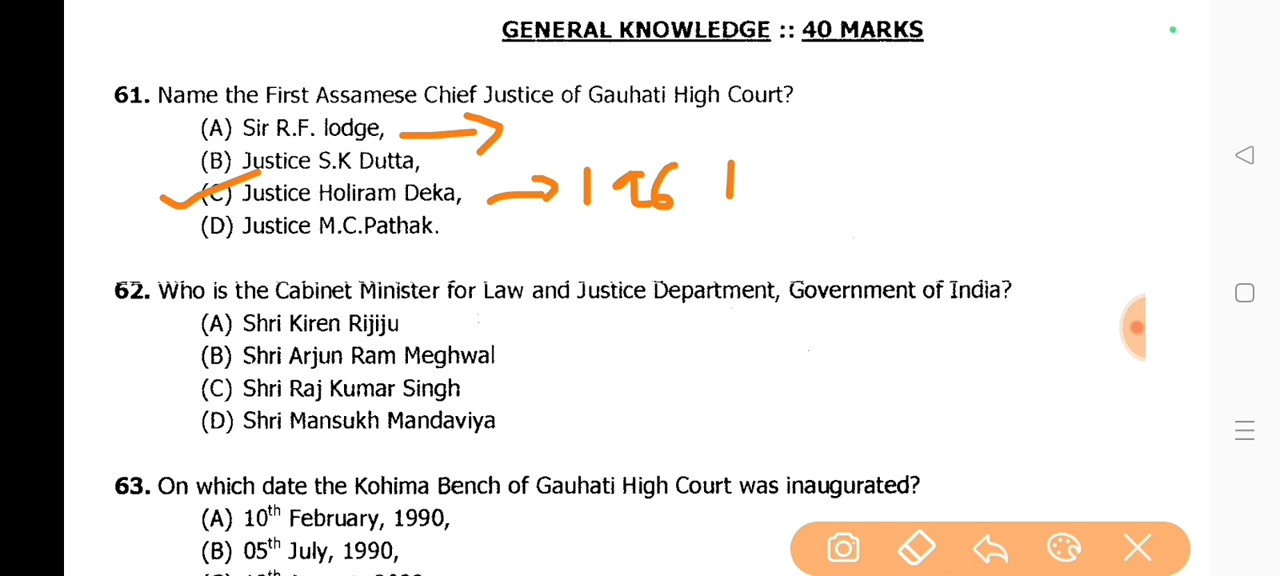 GENERAL KNOWLEDGE :: 40 MARKS
61. Name the First Assamese Chief Justice of Gauhati High Court?
(A) Sir R.F. lodge,
(B) Justice S.K Dutta,
(C) Justice Holiram Deka,
(D) Justice M.C.Pathak.
62. Who is the Cabinet Minister for Law and Justice Department, Government of India?
(A) Shri Kiren Rijiju
(B) Shri Arjun Ram Meghwal
(C) Shri Raj Kumar Singh
(D) Shri Mansukh Mandaviya
63. On which date the Kohima Bench of Gauhati High Court was inaugurated?
(A) 10th February, 1990,
(B) 05th July, 1990,